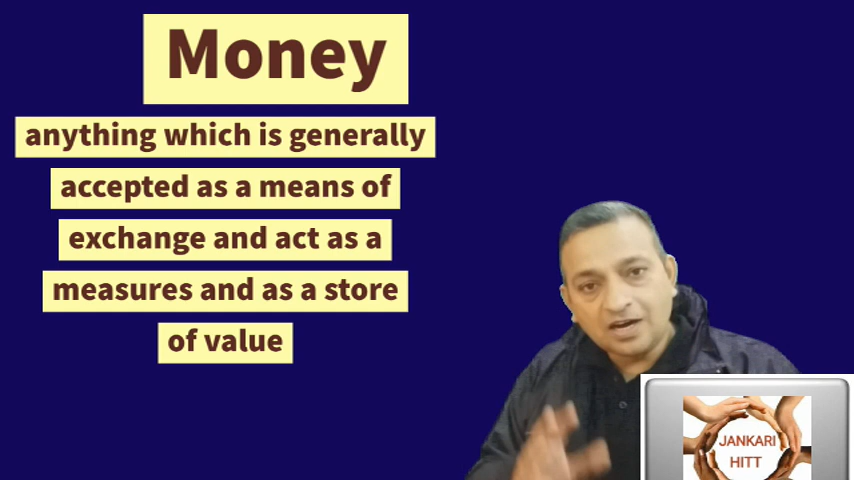 Money
anything which is generally
accepted as a means of
exchange and act as a
measures and as a store
of value
JANKARI
HITT